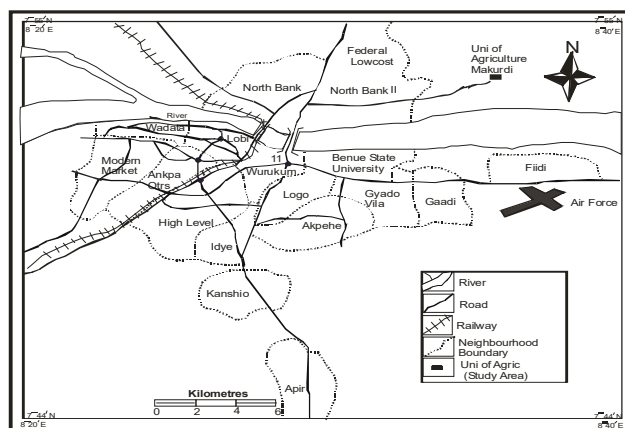 7° 55′ N
8° 20′ E
7° 55′ N
8° 40′ E
Federal
Lowcost
Uni of
Agriculture
Makurdi
N
North Bank
North Bank II
River
Wadata
Lobi
Modern
Market
Ankpa
Qtrs
11
Wurukum
Benue State
University
Fiidi
Logo
Gyado
Vila
Gaadi
Air Force
High Level
Akpehe
Idye
Kanshio
Apir
River
Road
Railway
Neighbourhood
Boundary
Uni of Agric
(Study Area)
Kilometres
0 2 4 6
7° 44′ N
8° 20′ E
7° 44′ N
8° 40′ E